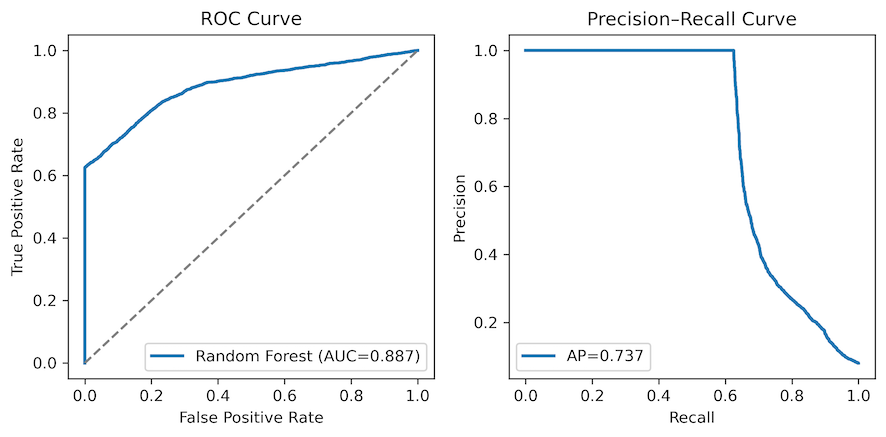 ROC Curve
True Positive Rate
1.0
0.8
0.6
0.4
0.2
0.0
Random Forest (AUC=0.887)
0.0 0.2 0.4 0.6 0.8 1.0
False Positive Rate
Precision–Recall Curve
Precision
1.0
0.8
0.6
0.4
0.2
AP=0.737
0.0 0.2 0.4 0.6 0.8 1.0
Recall